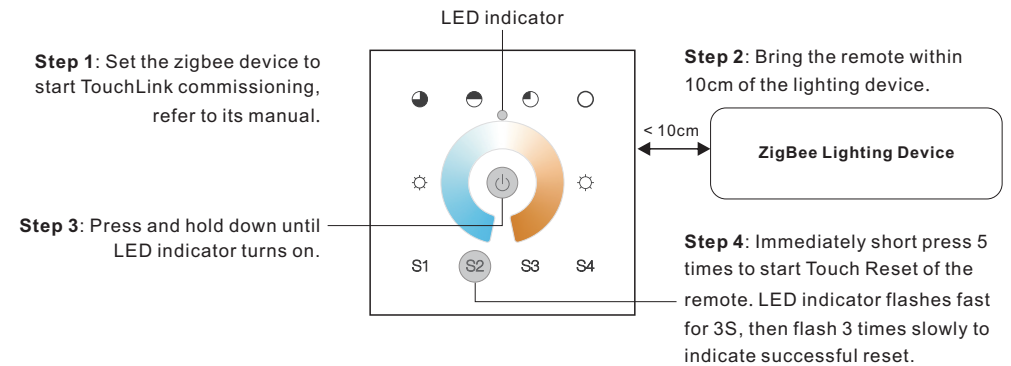 LED indicator
Step 1: Set the zigbee device to
start TouchLink commissioning,
refer to its manual.
Step 2: Bring the remote within
10cm of the lighting device.
< 10cm
ZigBee Lighting Device
Step 3: Press and hold down until
LED indicator turns on.
S1 S2 S3 S4
Step 4: Immediately short press 5
times to start Touch Reset of the
remote. LED indicator flashes fast
for 3S, then flash 3 times slowly to
indicate successful reset.